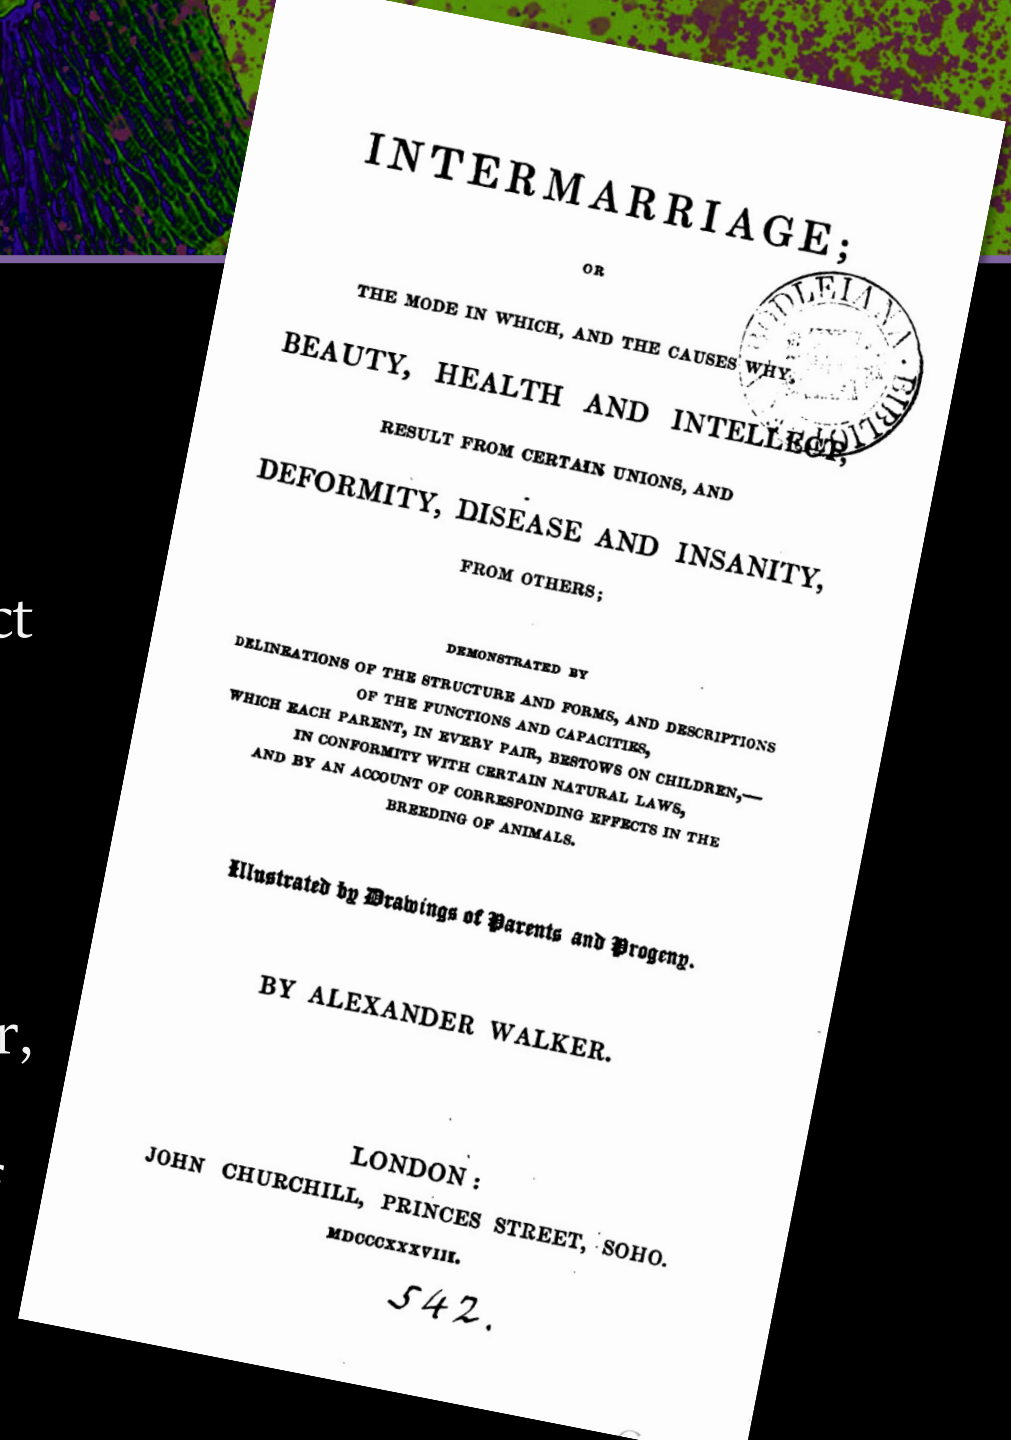 INTERMARRIAGE;
OR
THE MODE IN WHICH, AND THE CAUSES WHY,
BEAUTY, HEALTH AND INTELLECT,
RESULT FROM CERTAIN UNIONS, AND
DEFORMITY, DISEASE AND INSANITY,
FROM OTHERS;
DEMONSTRATED BY
DELINEATIONS OF THE STRUCTURE AND FORMS, AND DESCRIPTIONS
OF THE FUNCTIONS AND CAPACITIES,
WHICH EACH PARENT, IN EVERY PAIR, BESTOWS ON CHILDREN,—
IN CONFORMITY WITH CERTAIN NATURAL LAWS,
AND BY AN ACCOUNT OF CORRESPONDING EFFECTS IN THE
BREEDING OF ANIMALS.
Illustrated by Drawings of Parents and Progeny.
BY ALEXANDER WALKER.
LONDON:
JOHN CHURCHILL, PRINCES STREET, SOHO.
MDCCCXXXVIII.
542.
ct
r,